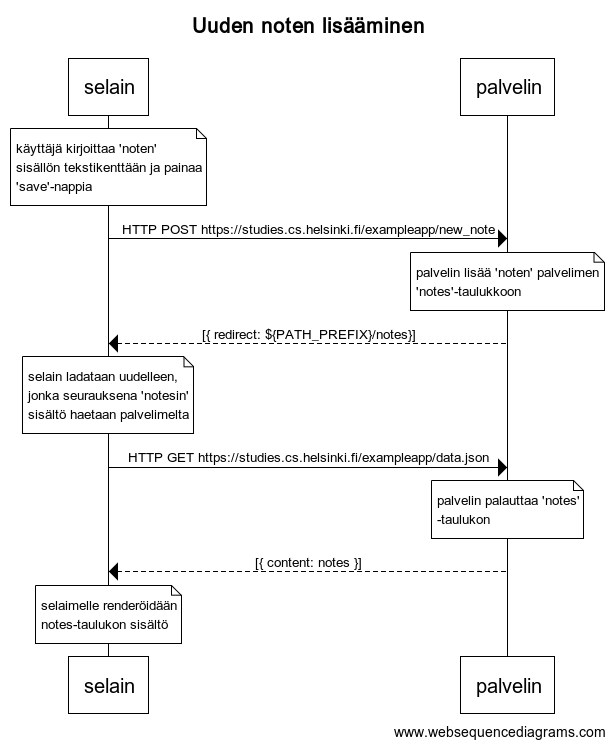 Uuden noten lisääminen
selain
palvelin
käyttäjä kirjoittaa 'noten'
sisällön tekstikenttään ja painaa
'save'-nappia
HTTP POST https://studies.cs.helsinki.fi/exampleapp/new_note
palvelin lisää 'noten' palvelimen
'notes'-taulukkoon
[{ redirect: ${PATH_PREFIX}/notes}]
selain ladataan uudelleen,
jonka seurauksena 'notesin'
sisältö haetaan palvelimelta
HTTP GET https://studies.cs.helsinki.fi/exampleapp/data.json
palvelin palauttaa 'notes'
-taulukon
[{ content: notes }]
selaimelle renderöidään
notes-taulukon sisältö
selain
palvelin
www.websequencediagrams.com